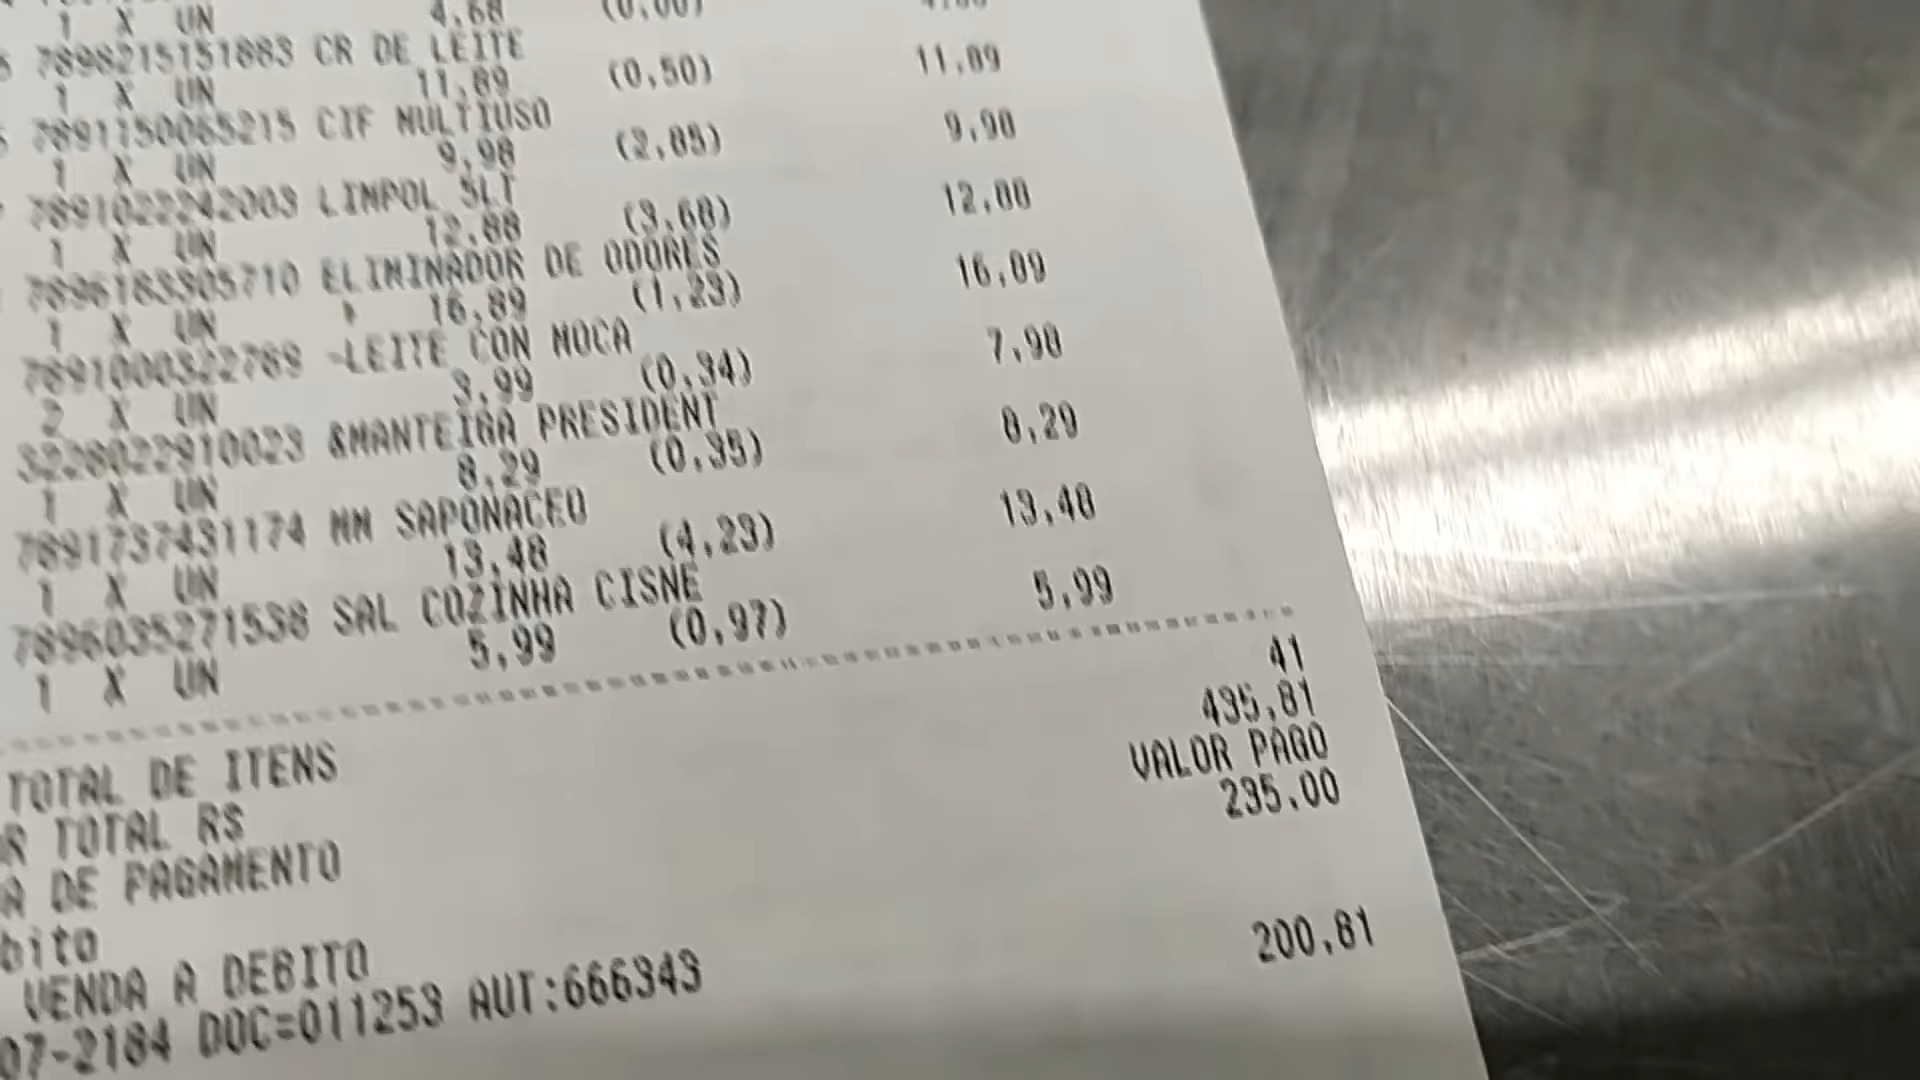 1 X UN 4,68 (0,00)
7898215151883 CR DE LEITE
1 X UN 11,89 (0,50) 11,89
7891150065215 CIF MULTIUSO
1 X UN 9,98 (2,85) 9,98
7891022242003 LIMPOL 5LT
1 X UN 12,88 (3,68) 12,88
7896183305710 ELIMINADOR DE ODORES
1 X UN 16,89 (1,23) 16,89
7891000322789 -LEITE CON MOCA
2 X UN 3,99 (0,34) 7,98
3228022910023 &MANTEIGA PRESIDENT
1 X UN 8,29 (0,35) 8,29
7891737431174 MM SAPONACEO
1 X UN 13,48 (4,23) 13,48
7896035271538 SAL COZINHA CISNE
1 X UN 5,99 (0,97) 5,99
TOTAL DE ITENS 41
R TOTAL R$ 435,81
A DE PAGAMENTO VALOR PAGO
bito 235,00
VENDA A DEBITO
07-2184 DOC=011253 AUT:666343
200,81